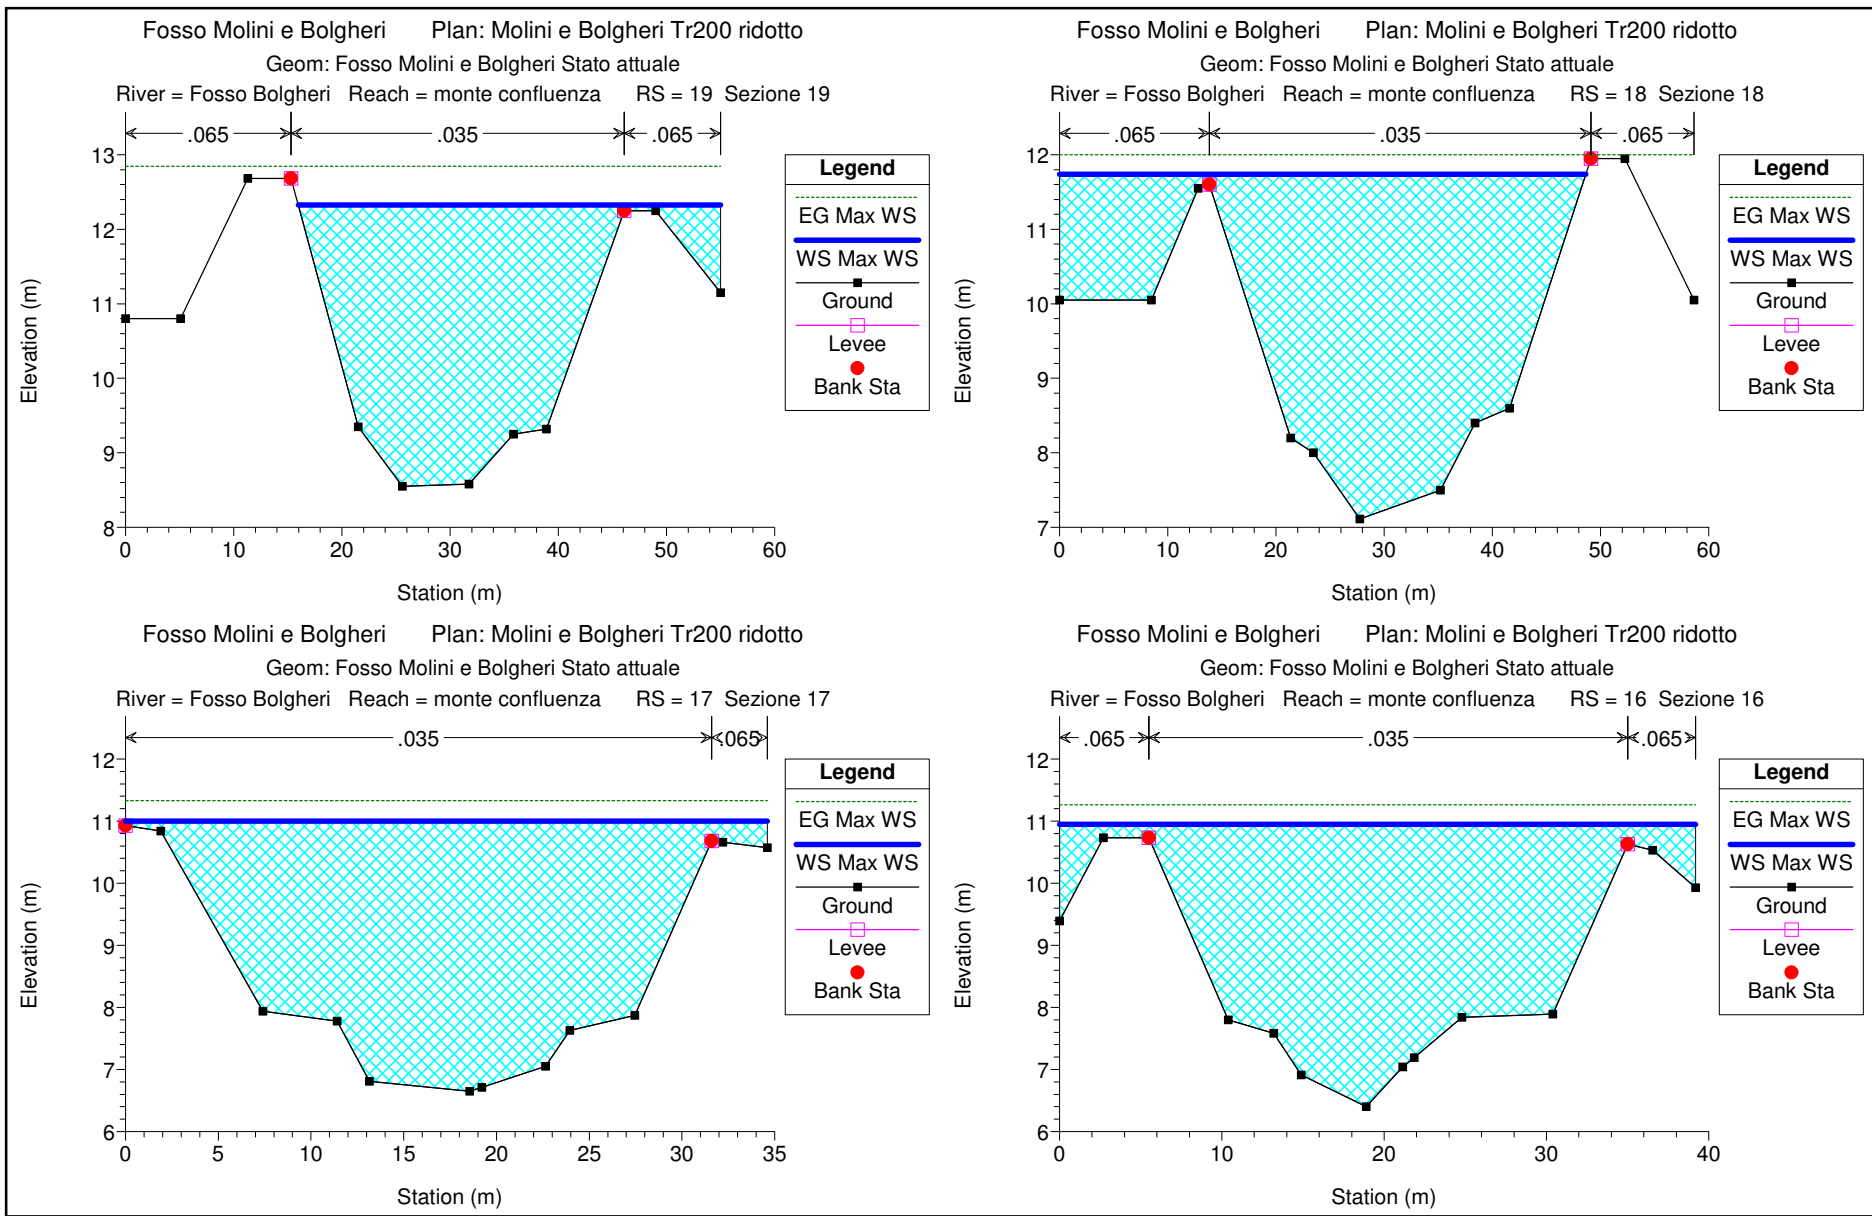 Fosso Molini e Bolgheri Plan: Molini e Bolgheri Tr200 ridotto
Geom: Fosso Molini e Bolgheri Stato attuale
River = Fosso Bolgheri Reach = monte confluenza RS = 19 Sezione 19
.065 .035 .065
13
12
11
10
9
8
0 10 20 30 40 50 60
Elevation (m)
Station (m)
Legend
EG Max WS
WS Max WS
Ground
Levee
Bank Sta
Fosso Molini e Bolgheri Plan: Molini e Bolgheri Tr200 ridotto
Geom: Fosso Molini e Bolgheri Stato attuale
River = Fosso Bolgheri Reach = monte confluenza RS = 18 Sezione 18
.065 .035 .065
12
11
10
9
8
7
0 10 20 30 40 50 60
Elevation (m)
Station (m)
Legend
EG Max WS
WS Max WS
Ground
Levee
Bank Sta
Fosso Molini e Bolgheri Plan: Molini e Bolgheri Tr200 ridotto
Geom: Fosso Molini e Bolgheri Stato attuale
River = Fosso Bolgheri Reach = monte confluenza RS = 17 Sezione 17
.035 .065
12
11
10
9
8
7
6
0 5 10 15 20 25 30 35
Elevation (m)
Station (m)
Legend
EG Max WS
WS Max WS
Ground
Levee
Bank Sta
Fosso Molini e Bolgheri Plan: Molini e Bolgheri Tr200 ridotto
Geom: Fosso Molini e Bolgheri Stato attuale
River = Fosso Bolgheri Reach = monte confluenza RS = 16 Sezione 16
.065 .035 .065
12
11
10
9
8
7
6
0 10 20 30 40
Elevation (m)
Station (m)
Legend
EG Max WS
WS Max WS
Ground
Levee
Bank Sta